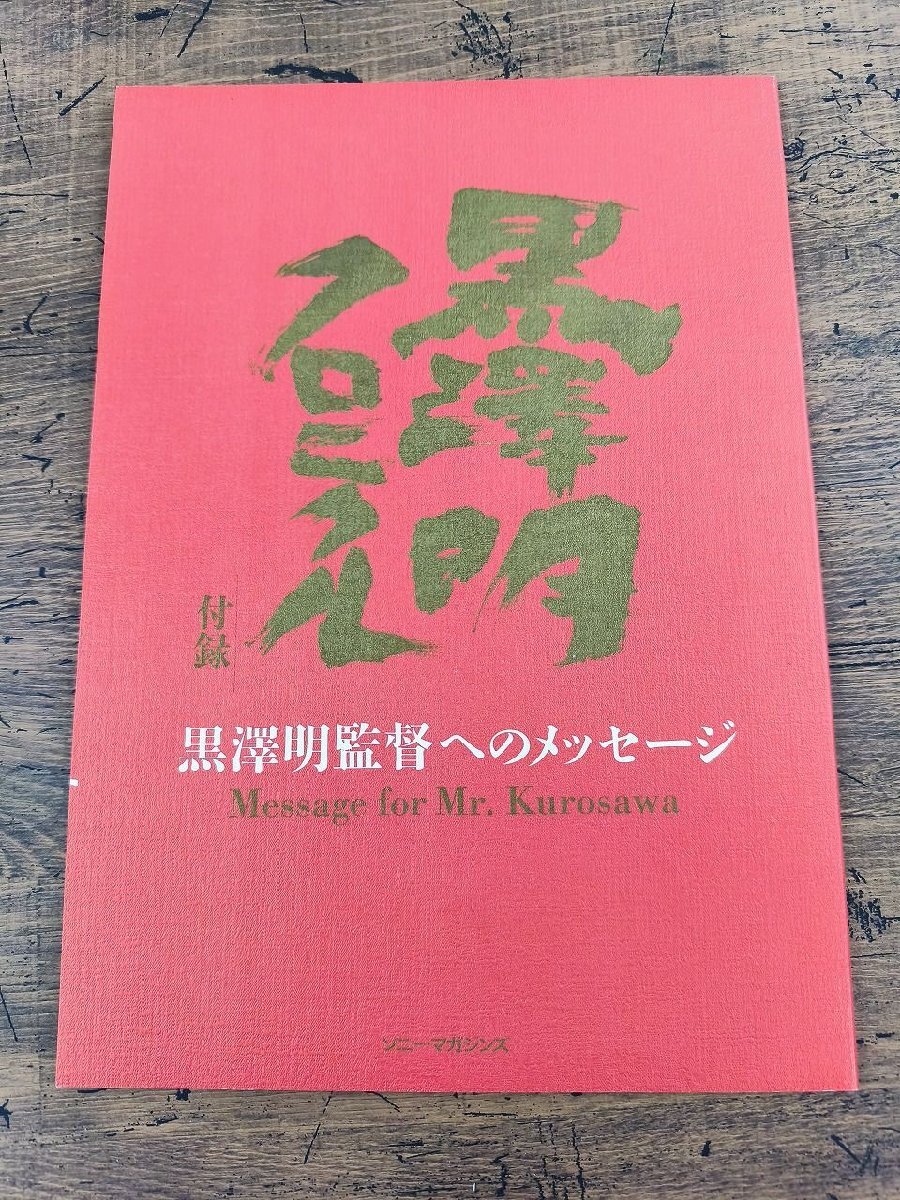 黒澤明
クロニクル
付録
黒澤明監督へのメッセージ
Message for Mr. Kurosawa
ソニー・マガジンズ